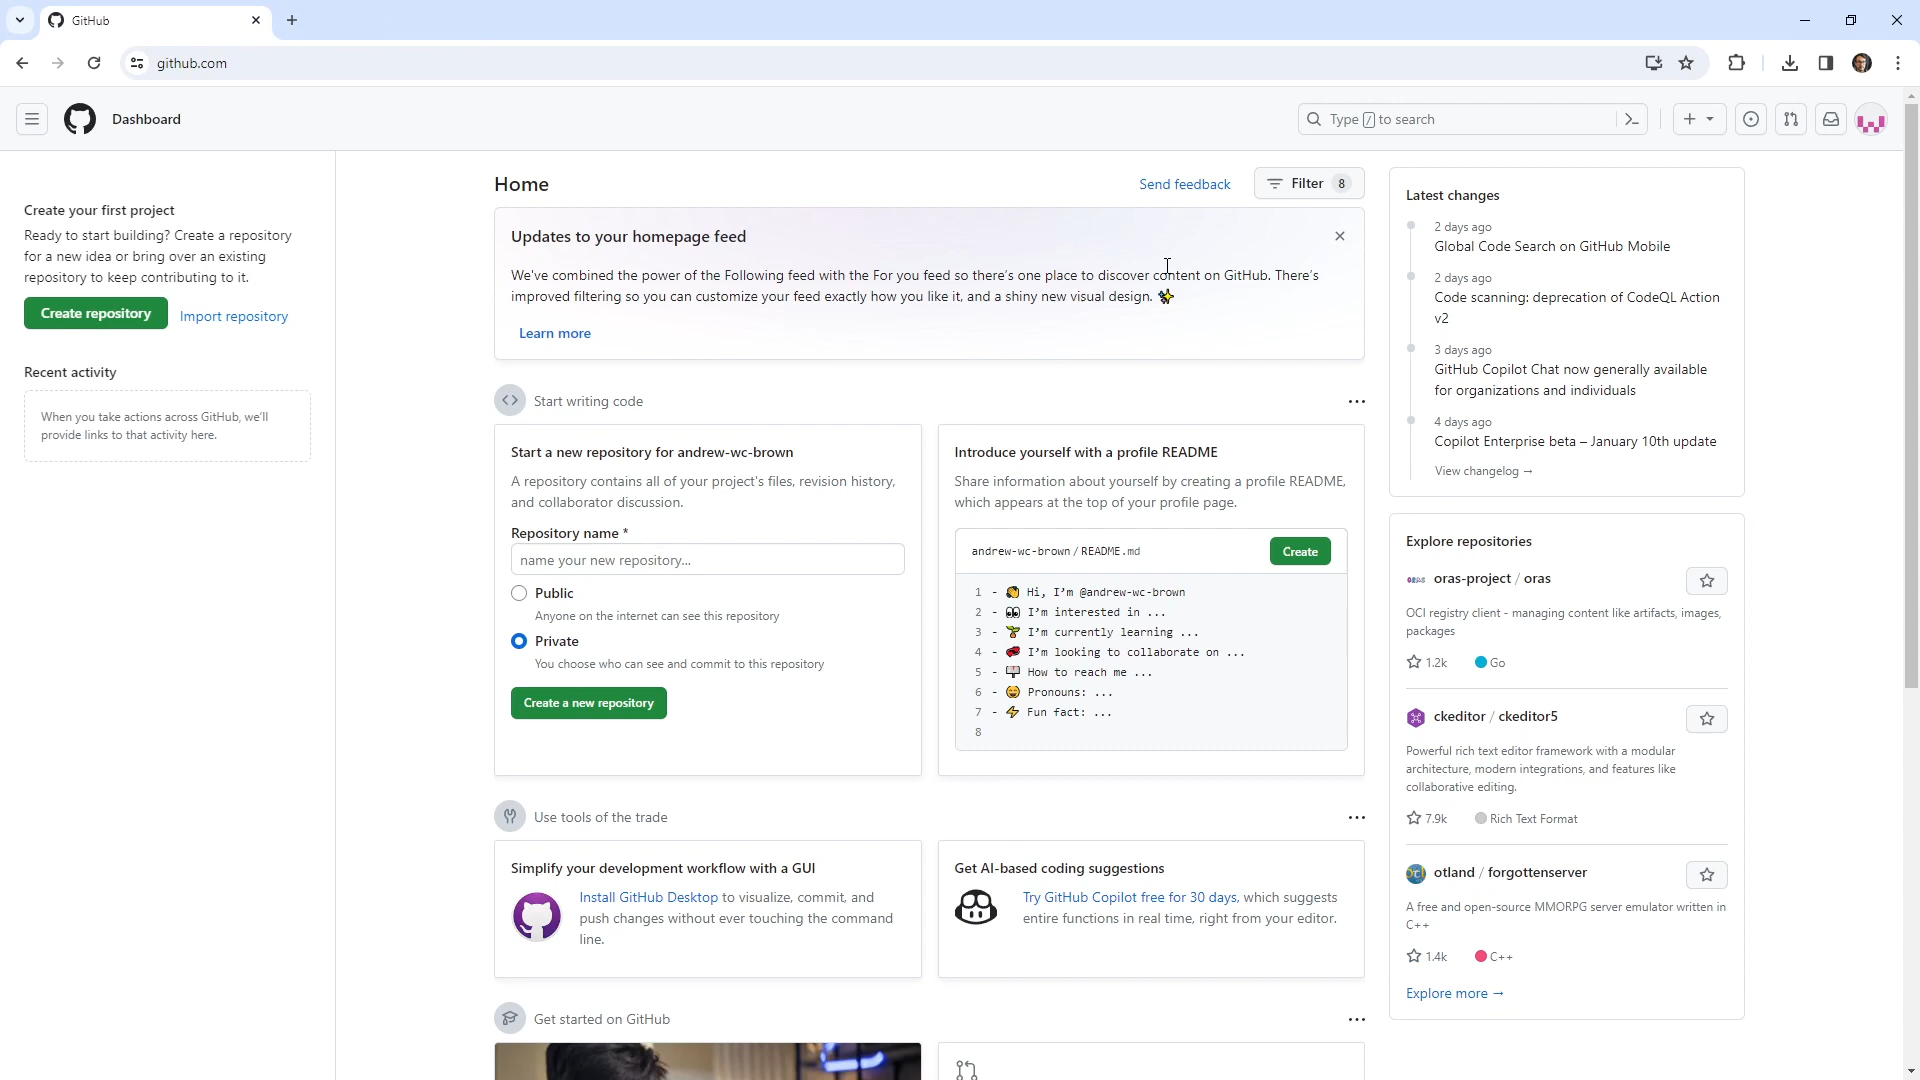 GitHub
github.com
Dashboard
Type / to search
Create your first project
Ready to start building? Create a repository
for a new idea or bring over an existing
repository to keep contributing to it.
Create repository
Import repository
Recent activity
When you take actions across GitHub, we'll
provide links to that activity here.
Home
Send feedback
Filter 8
Updates to your homepage feed
We've combined the power of the Following feed with the For you feed so there's one place to discover content on GitHub. There's
improved filtering so you can customize your feed exactly how you like it, and a shiny new visual design. ✨
Learn more
Start writing code
Start a new repository for andrew-wc-brown
A repository contains all of your project's files, revision history,
and collaborator discussion.
Repository name *
name your new repository...
Public
Anyone on the internet can see this repository
Private
You choose who can see and commit to this repository
Create a new repository
Introduce yourself with a profile README
Share information about yourself by creating a profile README,
which appears at the top of your profile page.
andrew-wc-brown / README.md
Create
1 - 👋 Hi, I'm @andrew-wc-brown
2 - 👀 I'm interested in ...
3 - 🌱 I'm currently learning ...
4 - 💞️ I'm looking to collaborate on ...
5 - 📫 How to reach me ...
6 - 😄 Pronouns: ...
7 - ⚡ Fun fact: ...
8
Use tools of the trade
Simplify your development workflow with a GUI
Install GitHub Desktop to visualize, commit, and
push changes without ever touching the command
line.
Get AI-based coding suggestions
Try GitHub Copilot free for 30 days, which suggests
entire functions in real time, right from your editor.
Get started on GitHub
Latest changes
2 days ago
Global Code Search on GitHub Mobile
2 days ago
Code scanning: deprecation of CodeQL Action
v2
3 days ago
GitHub Copilot Chat now generally available
for organizations and individuals
4 days ago
Copilot Enterprise beta – January 10th update
View changelog →
Explore repositories
ORAS oras-project / oras
OCI registry client - managing content like artifacts, images,
packages
1.2k Go
ckeditor / ckeditor5
Powerful rich text editor framework with a modular
architecture, modern integrations, and features like
collaborative editing.
7.9k Rich Text Format
otland / forgottenserver
A free and open-source MMORPG server emulator written in
C++
1.4k C++
Explore more →